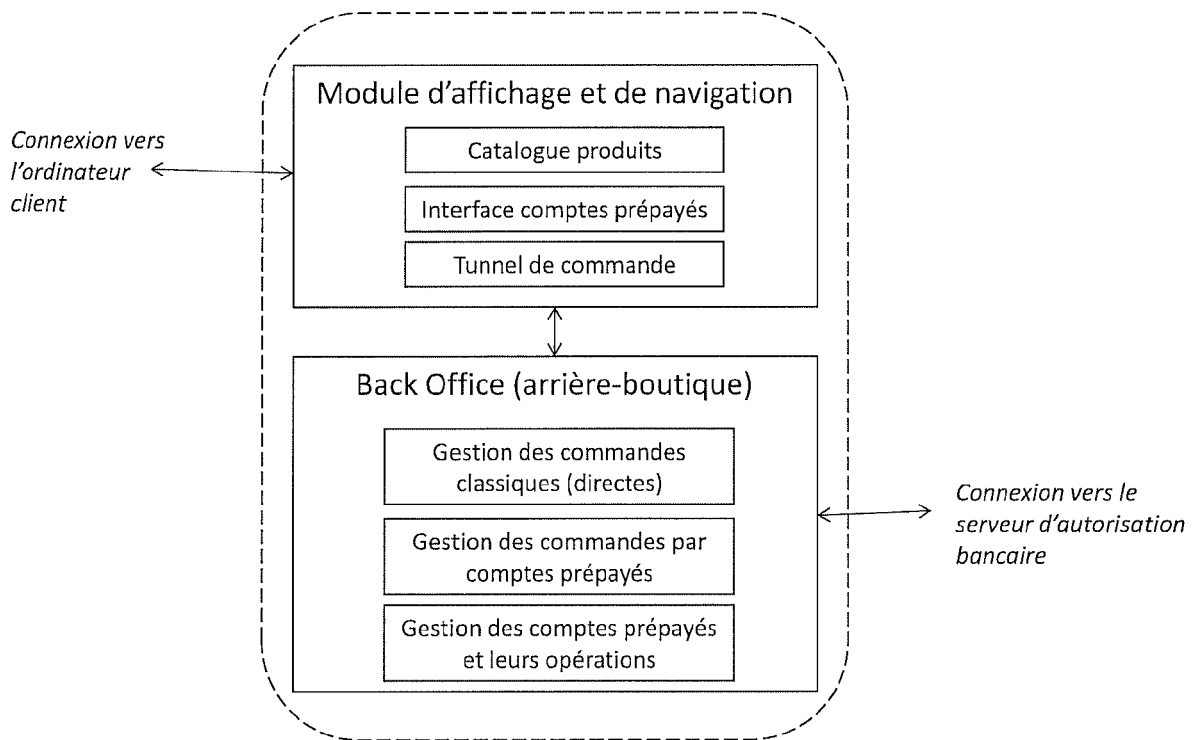 Module d'affichage et de navigation
Connexion vers
l'ordinateur
client
Catalogue produits
Interface comptes prépayés
Tunnel de commande
Back Office (arrière-boutique)
Gestion des commandes
classiques (directes)
Gestion des commandes par
comptes prépayés
Gestion des comptes prépayés
et leurs opérations
Connexion vers le
serveur d'autorisation
bancaire